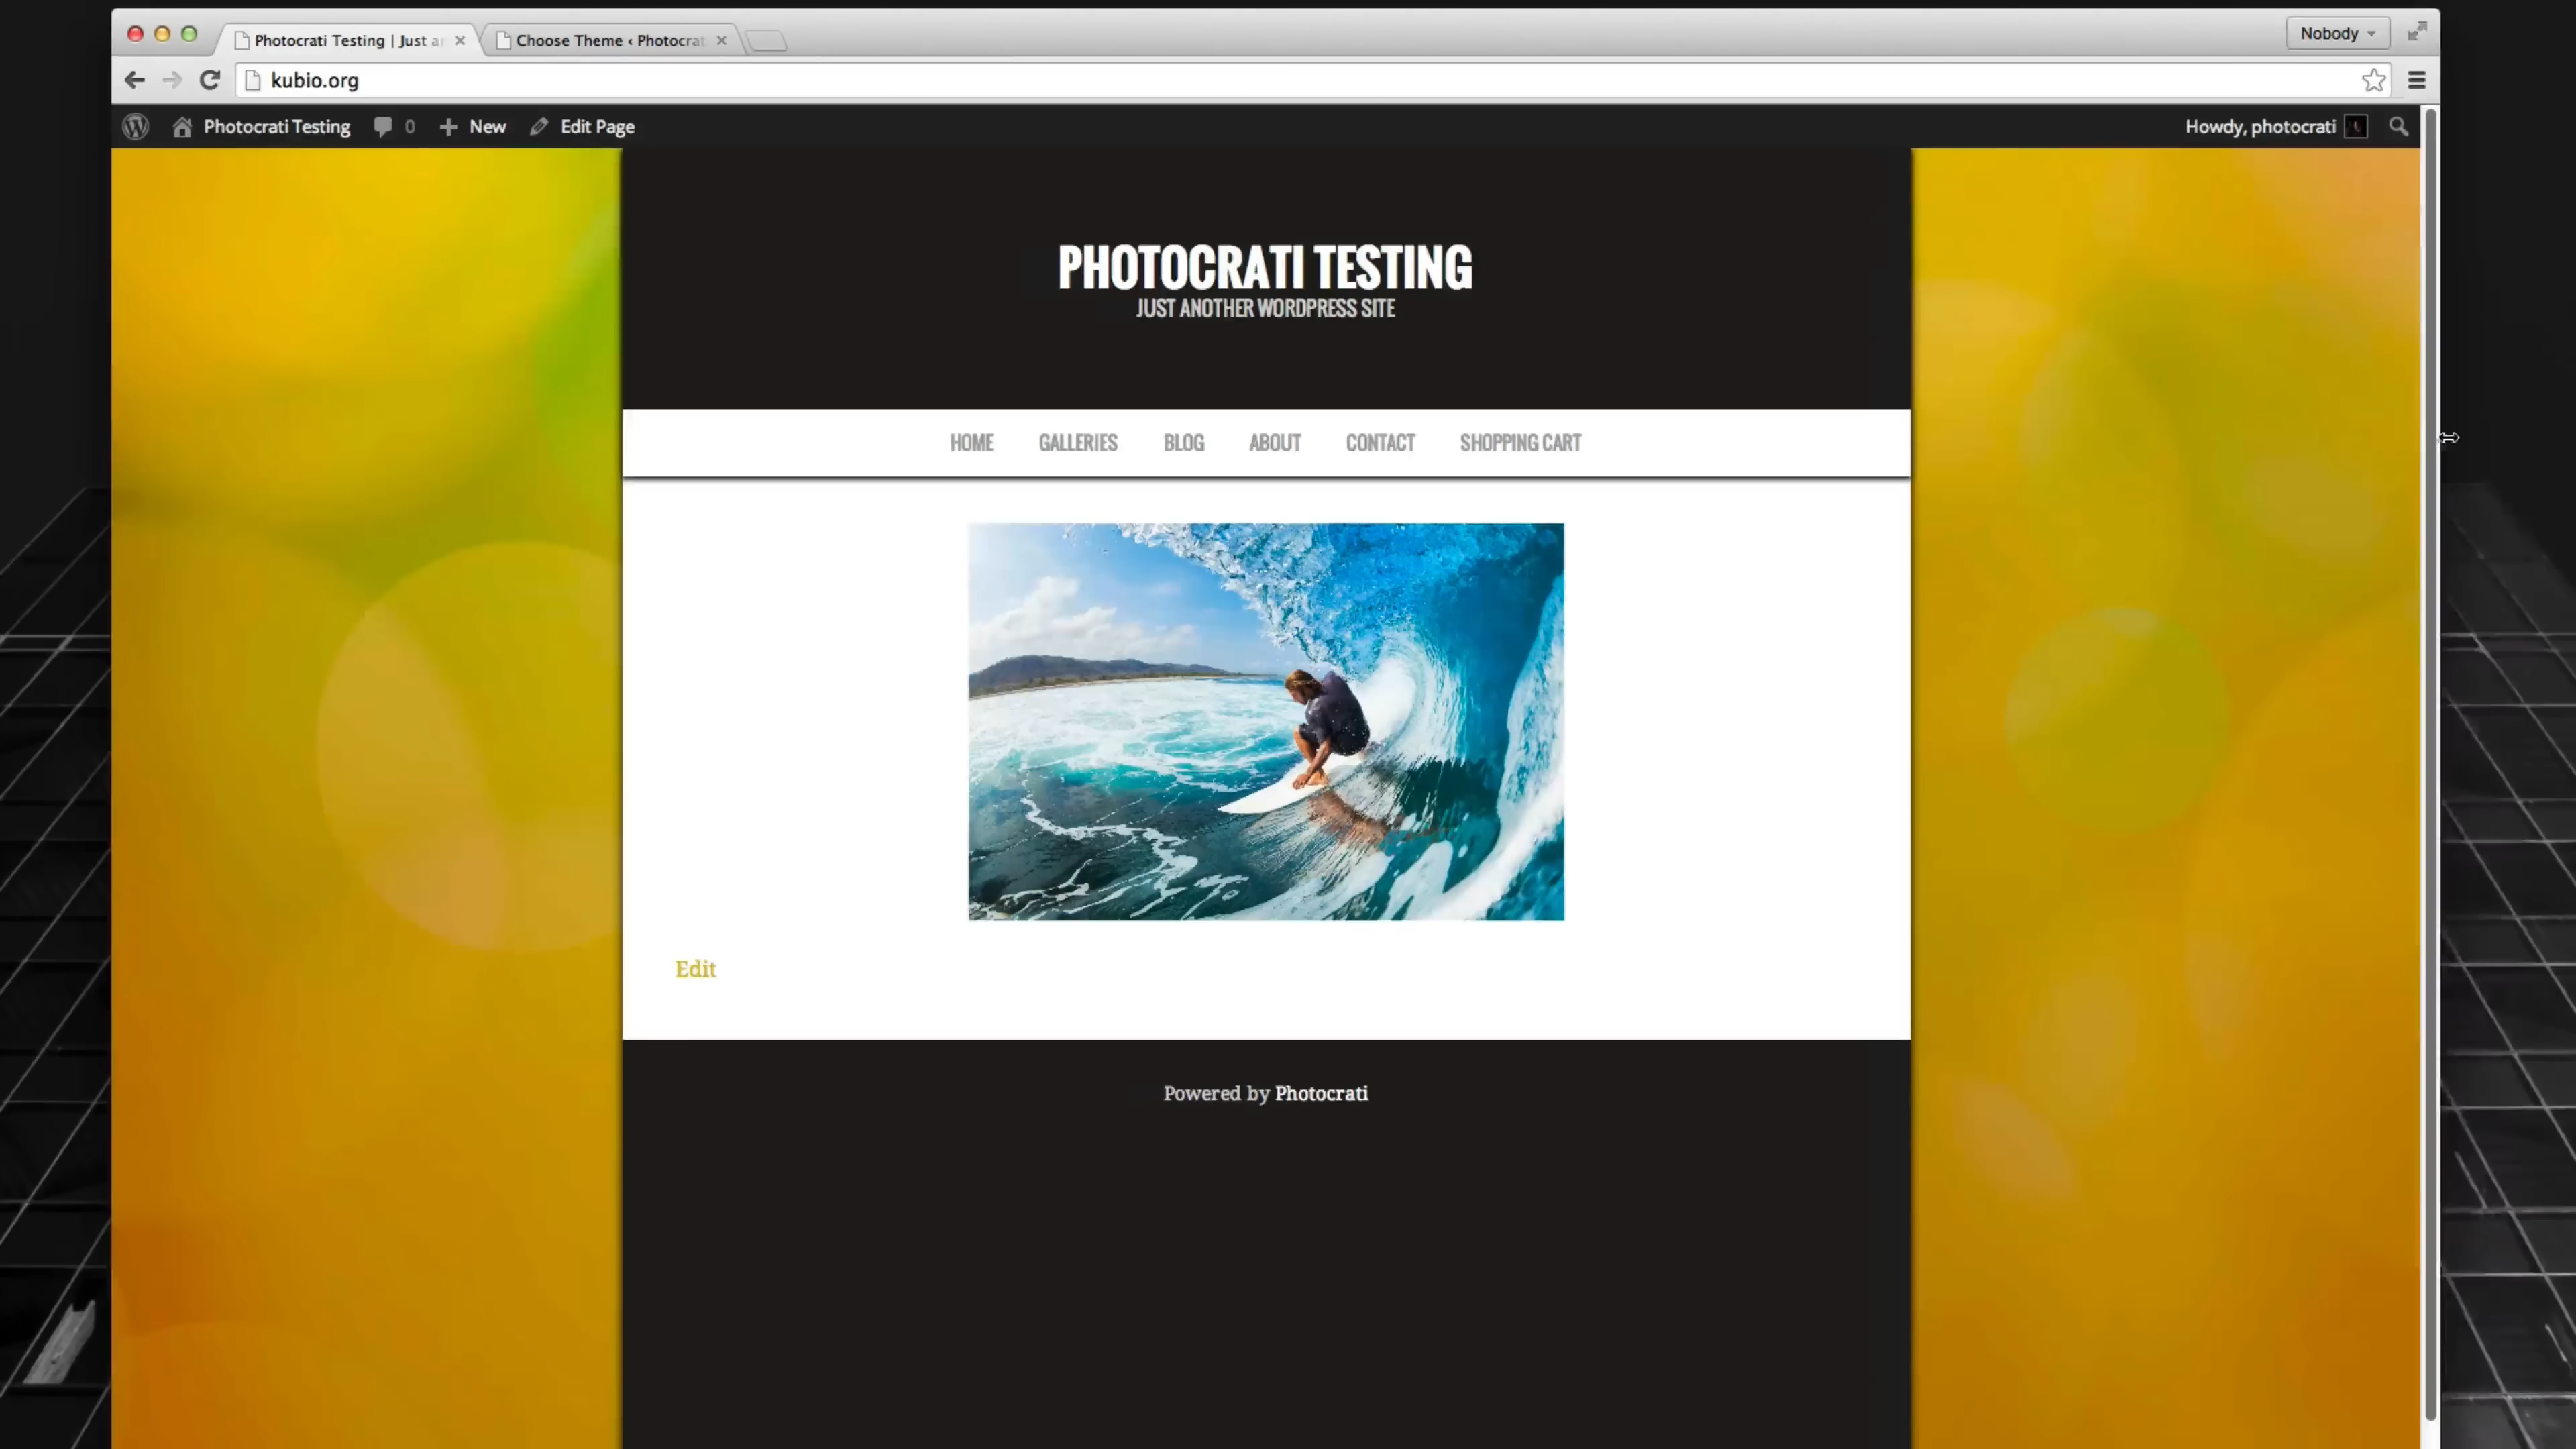 Photocrati Testing | Just a
Choose Theme ‹ Photocrat
Nobody
kubio.org
Photocrati Testing 0 New Edit Page Howdy, photocrati
PHOTOCRATI TESTING
JUST ANOTHER WORDPRESS SITE
HOME GALLERIES BLOG ABOUT CONTACT SHOPPING CART
Edit
Powered by Photocrati